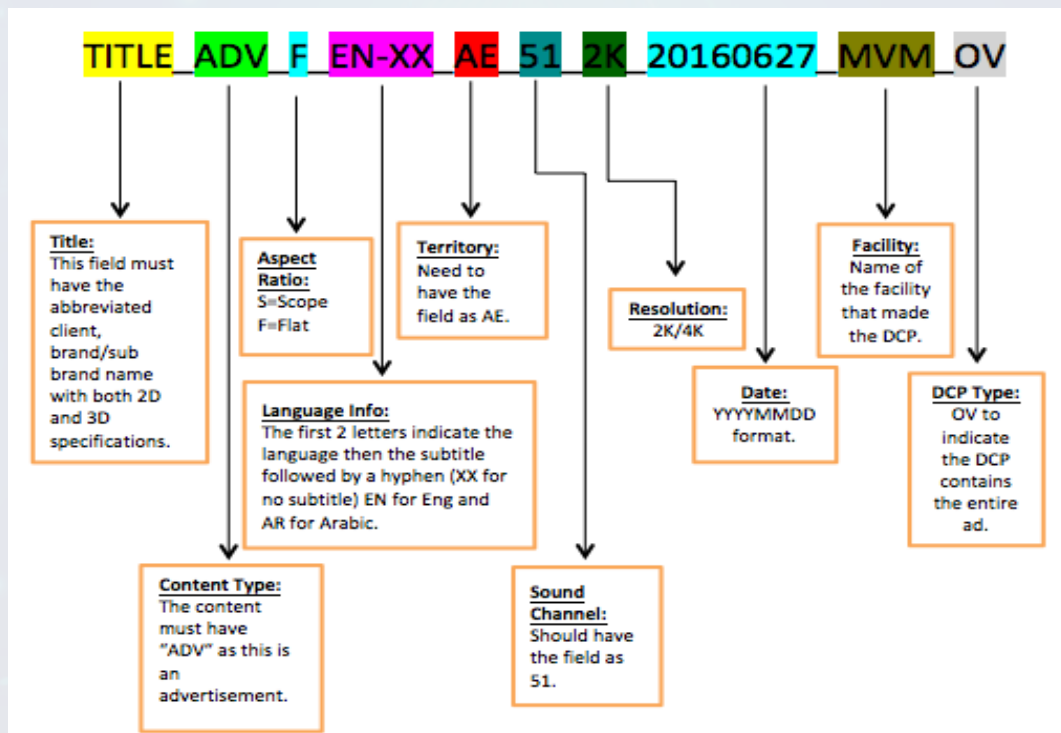 TITLE_ADV_F_EN-XX_AE_51_2K_20160627_MVM_OV
Title:
This field must
have the
abbreviated
client,
brand/sub
brand name
with both 2D
and 3D
specifications.
Aspect
Ratio:
S=Scope
F=Flat
Territory:
Need to
have the
field as AE.
Resolution:
2K/4K
Facility:
Name of
the facility
that made
the DCP.
Language Info:
The first 2 letters indicate the
language then the subtitle
followed by a hyphen (XX for
no subtitle) EN for Eng and
AR for Arabic.
Date:
YYYYMMDD
format.
DCP Type:
OV to
indicate
the DCP
contains
the entire
ad.
Content Type:
The content
must have
"ADV" as this is
an
advertisement.
Sound
Channel:
Should have
the field as
51.